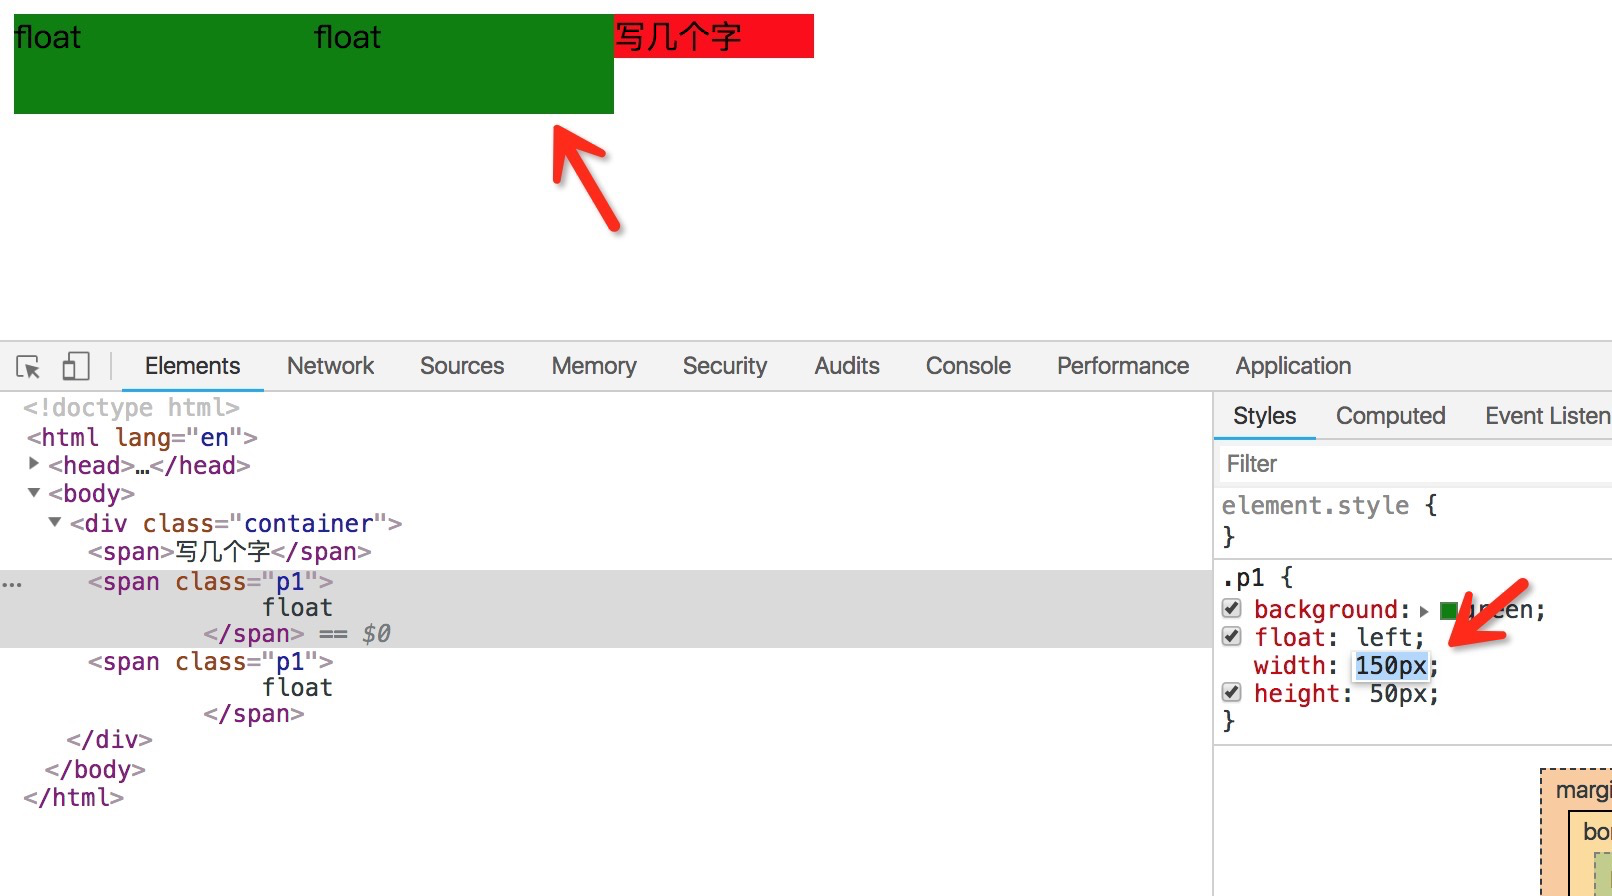 float float 写几个字
Elements Network Sources Memory Security Audits Console Performance Application
<!doctype html>
<html lang="en">
<head>…</head>
<body>
<div class="container">
<span>写几个字</span>
… <span class="p1">
float
</span> == $0
<span class="p1">
float
</span>
</div>
</body>
</html>
Styles Computed Event Listen
Filter
element.style {
}
.p1 {
background: green;
float: left;
width: 150px;
height: 50px;
}
margi
bor